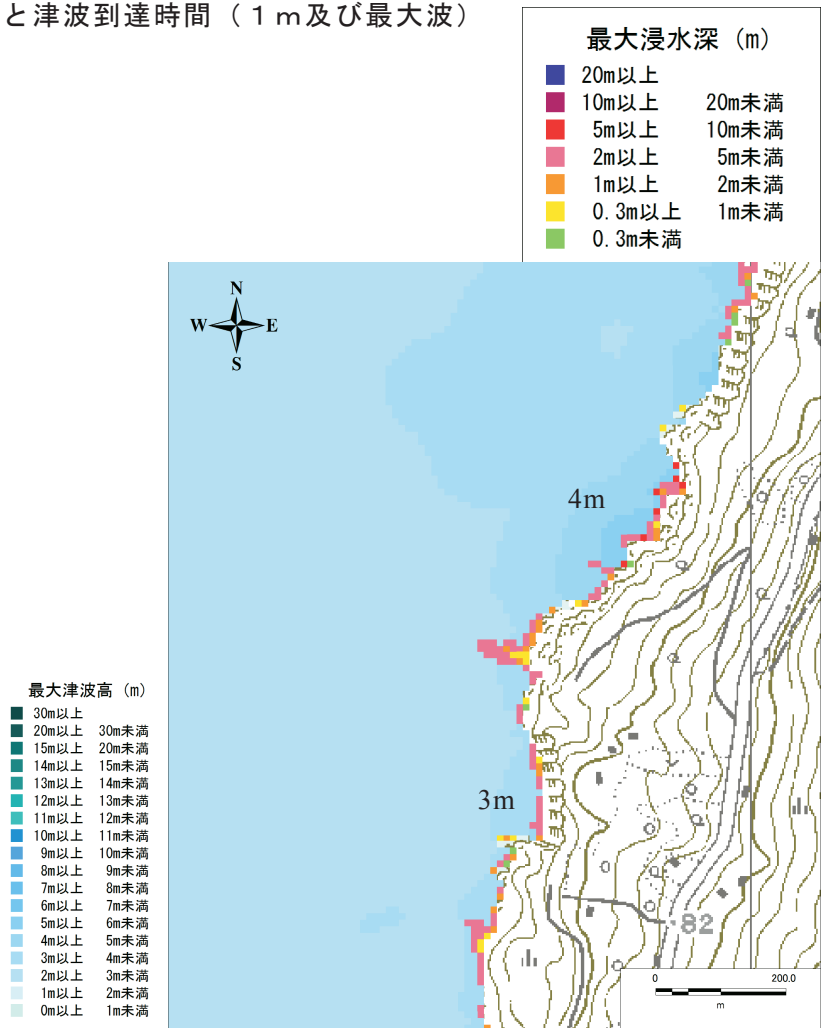 と津波到達時間（１ｍ及び最大波）
最大浸水深（m）
20m以上
10m以上 20m未満
5m以上 10m未満
2m以上 5m未満
1m以上 2m未満
0.3m以上 1m未満
0.3m未満
N
W E
S
4m
3m
82
最大津波高（m）
30m以上
20m以上 30m未満
15m以上 20m未満
14m以上 15m未満
13m以上 14m未満
12m以上 13m未満
11m以上 12m未満
10m以上 11m未満
9m以上 10m未満
8m以上 9m未満
7m以上 8m未満
6m以上 7m未満
5m以上 6m未満
4m以上 5m未満
3m以上 4m未満
2m以上 3m未満
1m以上 2m未満
0m以上 1m未満
0 200.0
m